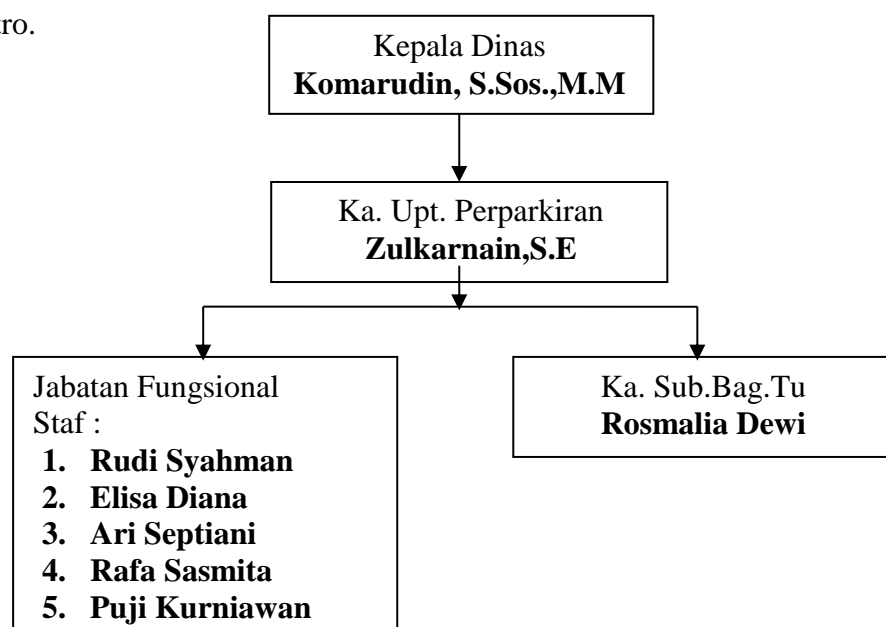 tro.
Kepala Dinas
Komarudin, S.Sos.,M.M
Ka. Upt. Perparkiran
Zulkarnain,S.E
Jabatan Fungsional
Staf :
1. Rudi Syahman
2. Elisa Diana
3. Ari Septiani
4. Rafa Sasmita
5. Puji Kurniawan
Ka. Sub.Bag.Tu
Rosmalia Dewi